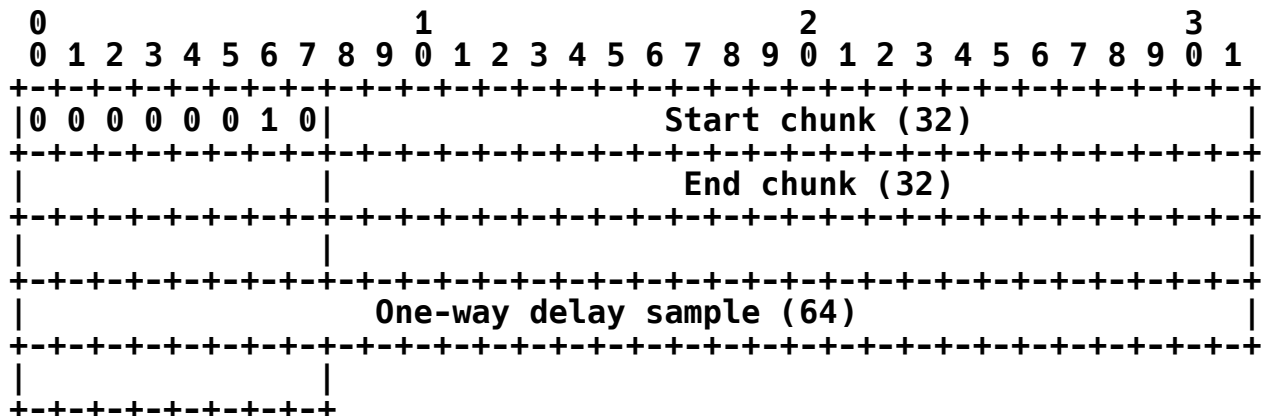 0                   1                   2                   3
 0 1 2 3 4 5 6 7 8 9 0 1 2 3 4 5 6 7 8 9 0 1 2 3 4 5 6 7 8 9 0 1
+-+-+-+-+-+-+-+-+-+-+-+-+-+-+-+-+-+-+-+-+-+-+-+-+-+-+-+-+-+-+-+-+
|0 0 0 0 0 0 1 0|                 Start chunk (32)              |
+-+-+-+-+-+-+-+-+-+-+-+-+-+-+-+-+-+-+-+-+-+-+-+-+-+-+-+-+-+-+-+-+
|               |                  End chunk (32)               |
+-+-+-+-+-+-+-+-+-+-+-+-+-+-+-+-+-+-+-+-+-+-+-+-+-+-+-+-+-+-+-+-+
|               |                                               |
+-+-+-+-+-+-+-+-+-+-+-+-+-+-+-+-+-+-+-+-+-+-+-+-+-+-+-+-+-+-+-+-+
|                  One-way delay sample (64)                    |
+-+-+-+-+-+-+-+-+-+-+-+-+-+-+-+-+-+-+-+-+-+-+-+-+-+-+-+-+-+-+-+-+
|               |
+-+-+-+-+-+-+-+-+